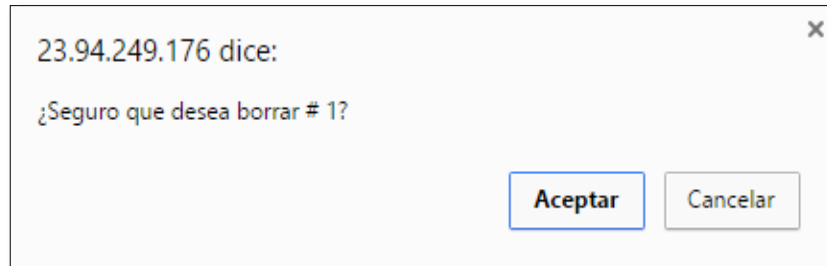 23.94.249.176 dice:
¿Seguro que desea borrar # 1?
Aceptar Cancelar